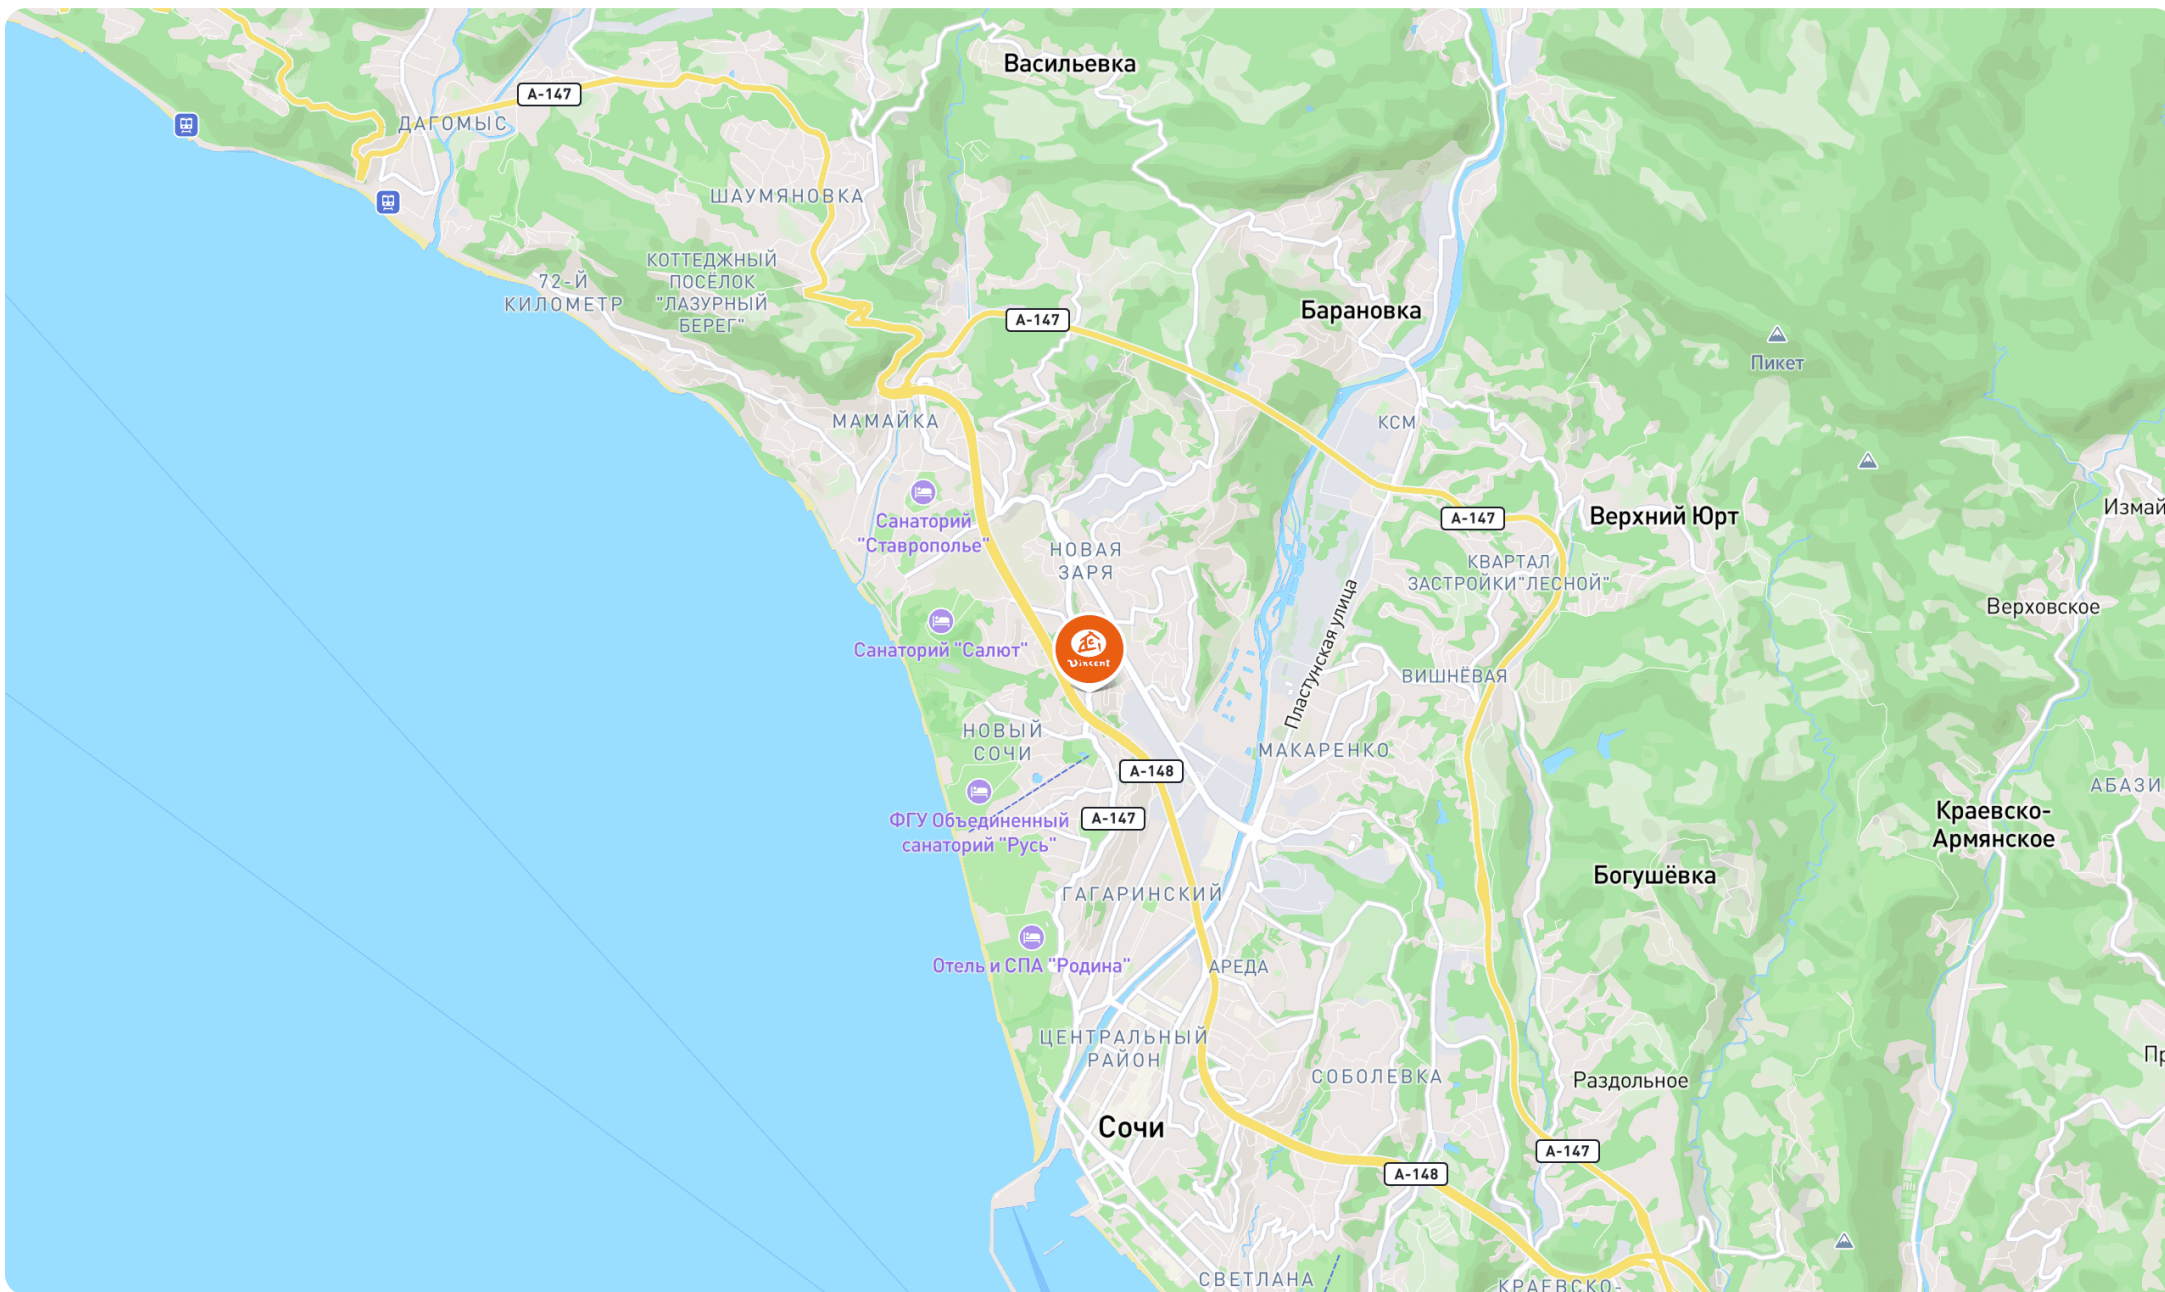 Васильевка
А-147
ДАГОМЫС
ШАУМЯНОВКА
КОТТЕДЖНЫЙ
ПОСЁЛОК
"ЛАЗУРНЫЙ
БЕРЕГ"
72-Й
КИЛОМЕТР
А-147
Барановка
Пикет
МАМАЙКА
КСМ
Санаторий
"Ставрополье"
А-147
Верхний Юрт
Измай
НОВАЯ
ЗАРЯ
КВАРТАЛ
ЗАСТРОЙКИ"ЛЕСНОЙ"
Верховское
Санаторий "Салют"
Vincent
Пластунская улица
ВИШНЁВАЯ
НОВЫЙ
СОЧИ
МАКАРЕНКО
А-148
АБАЗИ
ФГУ Объединенный
санаторий "Русь"
А-147
Краевско-
Армянское
Богушёвка
ГАГАРИНСКИЙ
Отель и СПА "Родина"
АРЕДА
ЦЕНТРАЛЬНЫЙ
РАЙОН
Пр
СОБОЛЕВКА
Раздольное
Сочи
А-147
А-148
СВЕТЛАНА
КРАЕВСКО-